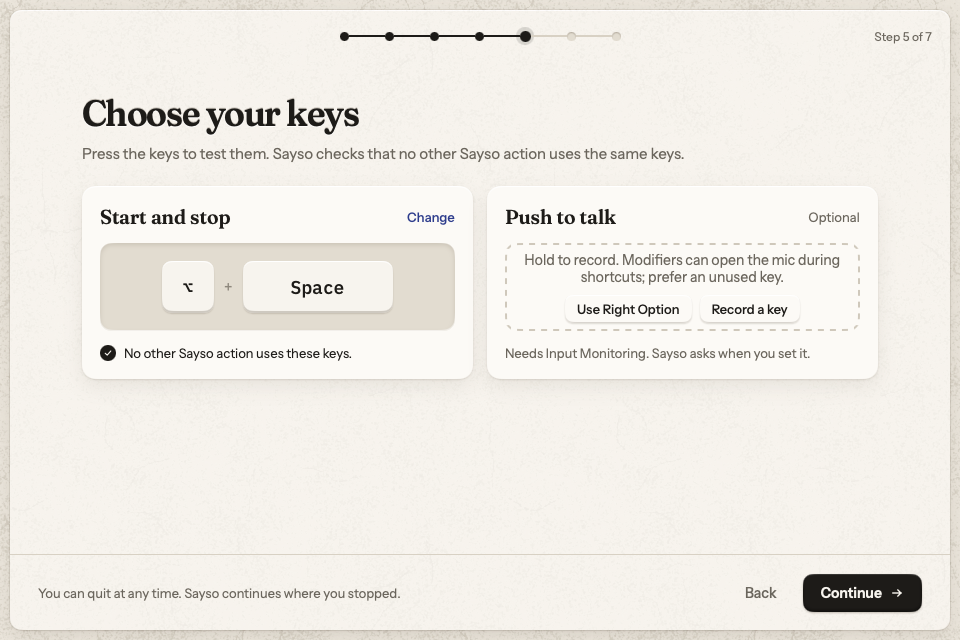 Step 5 of 7
Choose your keys
Press the keys to test them. Sayso checks that no other Sayso action uses the same keys.
Start and stop
Change
⌥ + Space
No other Sayso action uses these keys.
Push to talk
Optional
Hold to record. Modifiers can open the mic during
shortcuts; prefer an unused key.
Use Right Option
Record a key
Needs Input Monitoring. Sayso asks when you set it.
You can quit at any time. Sayso continues where you stopped.
Back
Continue →